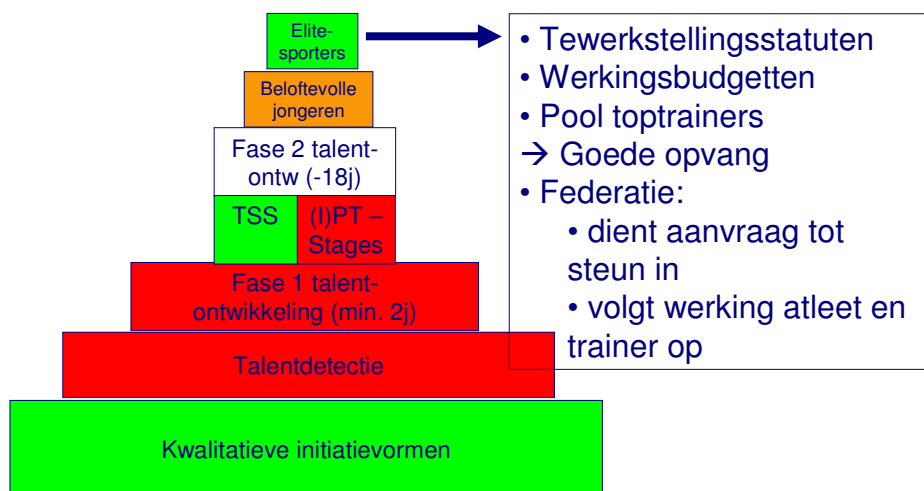 Elite-
sporters
Beloftevolle
jongeren
Fase 2 talent-
ontw (-18j)
TSS
(I)PT –
Stages
Fase 1 talent-
ontwikkeling (min. 2j)
Talentdetectie
Kwalitatieve initiatievormen
• Tewerkstellingsstatuten
• Werkingsbudgetten
• Pool toptrainers
→ Goede opvang
• Federatie:
• dient aanvraag tot
steun in
• volgt werking atleet en
trainer op